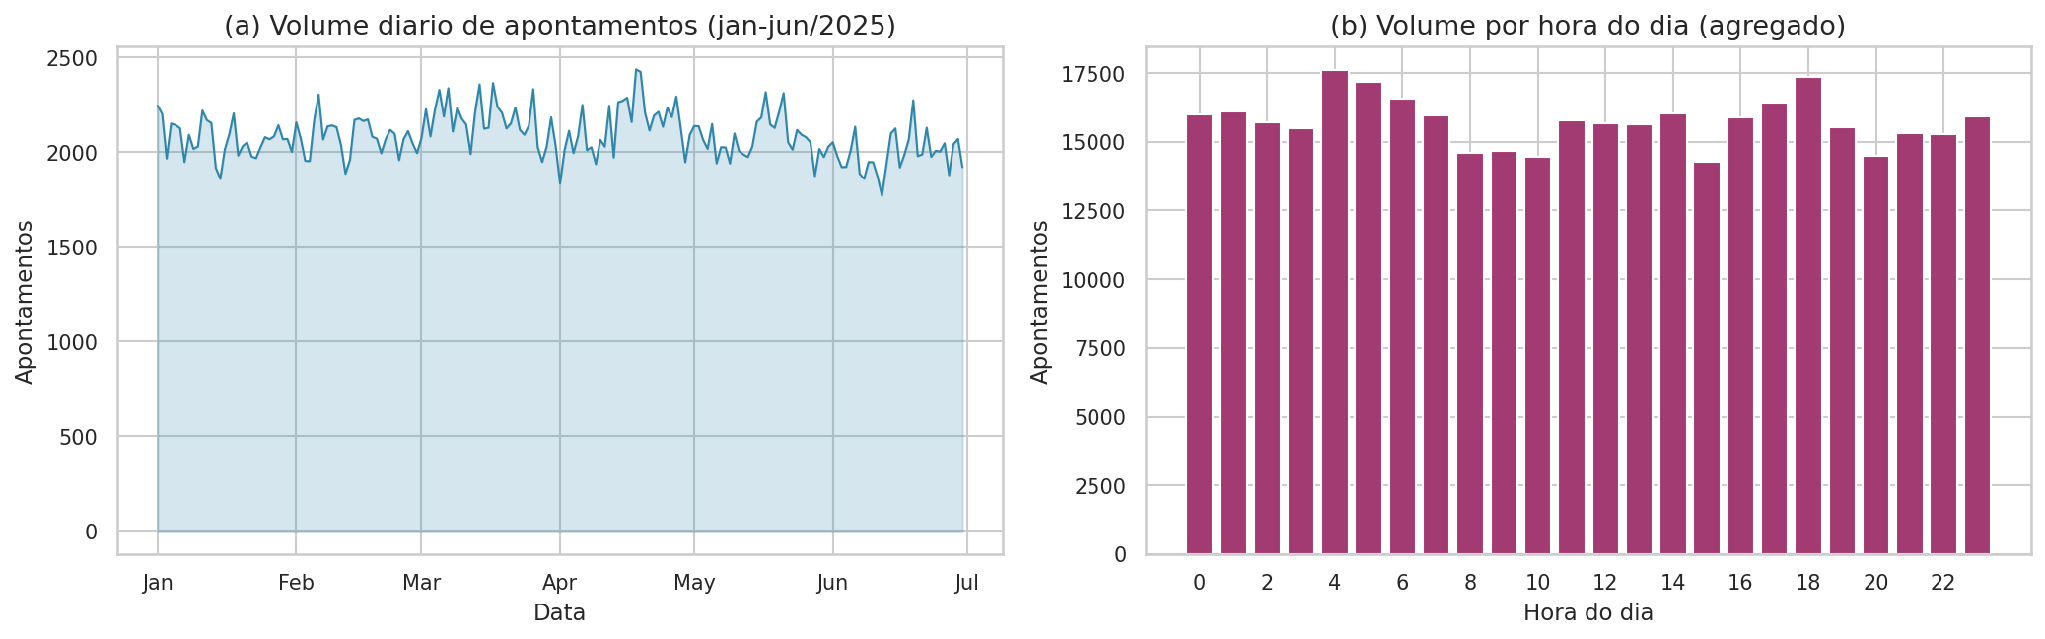 (a) Volume diario de apontamentos (jan-jun/2025)
2500
2000
1500
1000
500
0
Apontamentos
Jan Feb Mar Apr May Jun Jul
Data
(b) Volume por hora do dia (agregado)
17500
15000
12500
10000
7500
5000
2500
0
Apontamentos
0 2 4 6 8 10 12 14 16 18 20 22
Hora do dia